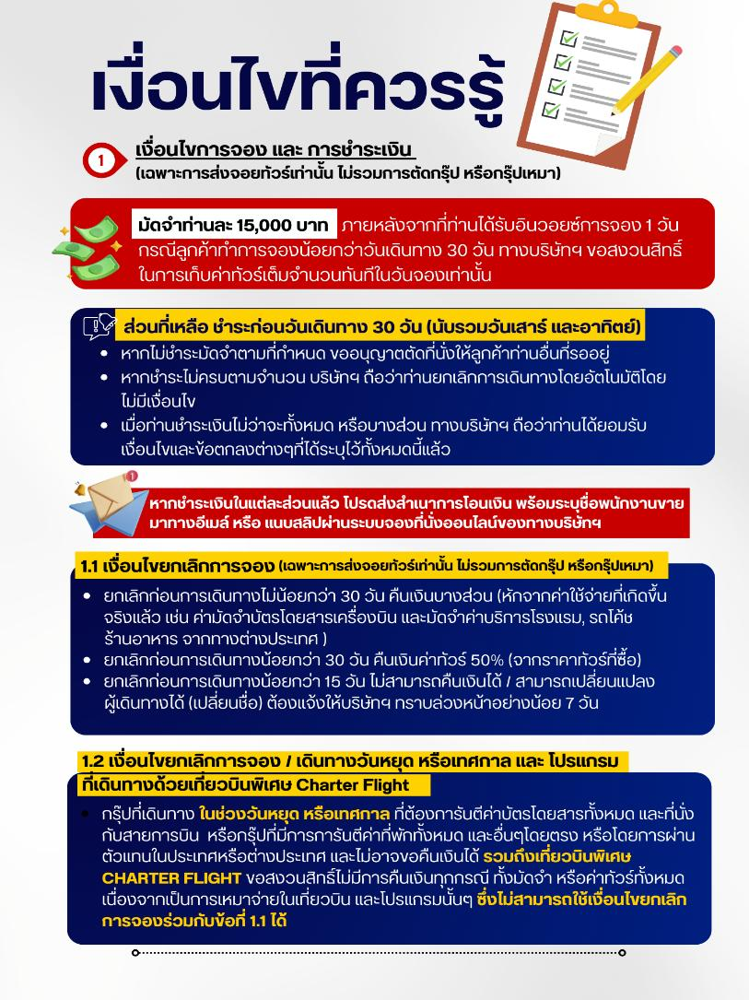 เงื่อนไขที่ควรรู้
1
เงื่อนไขการจอง และ การชำระเงิน
(เฉพาะการส่งจอยทัวร์เท่านั้น ไม่รวมการตัดกรุ๊ป หรือกรุ๊ปเหมา)
มัดจำท่านละ 15,000 บาท ภายหลังจากที่ท่านได้รับอินวอยซ์การจอง 1 วัน
กรณีลูกค้าทำการจองน้อยกว่าวันเดินทาง 30 วัน ทางบริษัทฯ ขอสงวนสิทธิ์
ในการเก็บค่าทัวร์เต็มจำนวนทันทีในวันจองเท่านั้น
ส่วนที่เหลือ ชำระก่อนวันเดินทาง 30 วัน (นับรวมวันเสาร์ และอาทิตย์)
• หากไม่ชำระมัดจำตามที่กำหนด ขออนุญาตตัดที่นั่งให้ลูกค้าท่านอื่นที่รออยู่
• หากชำระไม่ครบตามจำนวน บริษัทฯ ถือว่าท่านยกเลิกการเดินทางโดยอัตโนมัติโดย
ไม่มีเงื่อนไข
• เมื่อท่านชำระเงินไม่ว่าจะทั้งหมด หรือบางส่วน ทางบริษัทฯ ถือว่าท่านได้ยอมรับ
เงื่อนไขและข้อตกลงต่างๆที่ได้ระบุไว้ทั้งหมดนี้แล้ว
1
หากชำระเงินในแต่ละส่วนแล้ว โปรดส่งสำเนาการโอนเงิน พร้อมระบุชื่อพนักงานขาย
มาทางอีเมล์ หรือ แนบสลิปผ่านระบบจองที่นั่งออนไลน์ของทางบริษัทฯ
1.1 เงื่อนไขยกเลิกการจอง (เฉพาะการส่งจอยทัวร์เท่านั้น ไม่รวมการตัดกรุ๊ป หรือกรุ๊ปเหมา)
• ยกเลิกก่อนการเดินทางไม่น้อยกว่า 30 วัน คืนเงินบางส่วน (หักจากค่าใช้จ่ายที่เกิดขึ้น
จริงแล้ว เช่น ค่ามัดจำบัตรโดยสารเครื่องบิน และมัดจำค่าบริการโรงแรม, รถโค้ช
ร้านอาหาร จากทางต่างประเทศ )
• ยกเลิกก่อนการเดินทางน้อยกว่า 30 วัน คืนเงินค่าทัวร์ 50% (จากราคาทัวร์ที่ซื้อ)
• ยกเลิกก่อนการเดินทางน้อยกว่า 15 วัน ไม่สามารถคืนเงินได้ / สามารถเปลี่ยนแปลง
ผู้เดินทางได้ (เปลี่ยนชื่อ) ต้องแจ้งให้บริษัทฯ ทราบล่วงหน้าอย่างน้อย 7 วัน
1.2 เงื่อนไขยกเลิกการจอง / เดินทางวันหยุด หรือเทศกาล และ โปรแกรม
ที่เดินทางด้วยเที่ยวบินพิเศษ Charter Flight
• กรุ๊ปที่เดินทาง ในช่วงวันหยุด หรือเทศกาล ที่ต้องการันตีค่าบัตรโดยสารทั้งหมด และที่นั่ง
กับสายการบิน หรือกรุ๊ปที่มีการการันตีค่าที่พักทั้งหมด และอื่นๆโดยตรง หรือโดยการผ่าน
ตัวแทนในประเทศหรือต่างประเทศ และไม่อาจขอคืนเงินได้ รวมถึงเที่ยวบินพิเศษ
CHARTER FLIGHT ขอสงวนสิทธิ์ไม่มีการคืนเงินทุกกรณี ทั้งมัดจำ หรือค่าทัวร์ทั้งหมด
เนื่องจากเป็นการเหมาจ่ายในเที่ยวบิน และโปรแกรมนั้นๆ ซึ่งไม่สามารถใช้เงื่อนไขยกเลิก
การจองร่วมกับข้อที่ 1.1 ได้